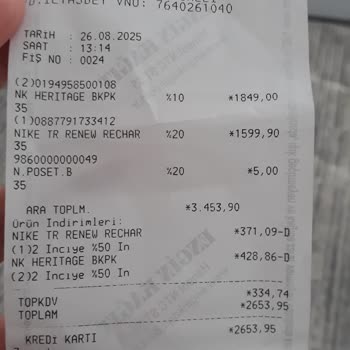 VNO: 7640261040
TARİH : 26.08.2025
SAAT : 13:14
FİŞ NO : 0024
(2)0194958500108
NK HERITAGE BKPK %10 *1849,00
35
(1)0887791733412
NIKE TR RENEW RECHAR %20 *1599,90
35
9860000000049
N.POSET.B %20 *5,00
35
ARA TOPLM. *3.453,90
Ürün İndirimleri:
NIKE TR RENEW RECHAR *371,09-D
(1)2 Inciye %50 In
NK HERITAGE BKPK *428,86-D
(2)2 Inciye %50 In
TOPKDV *334,74
TOPLAM *2653,95
KREDI KARTI *2653,95